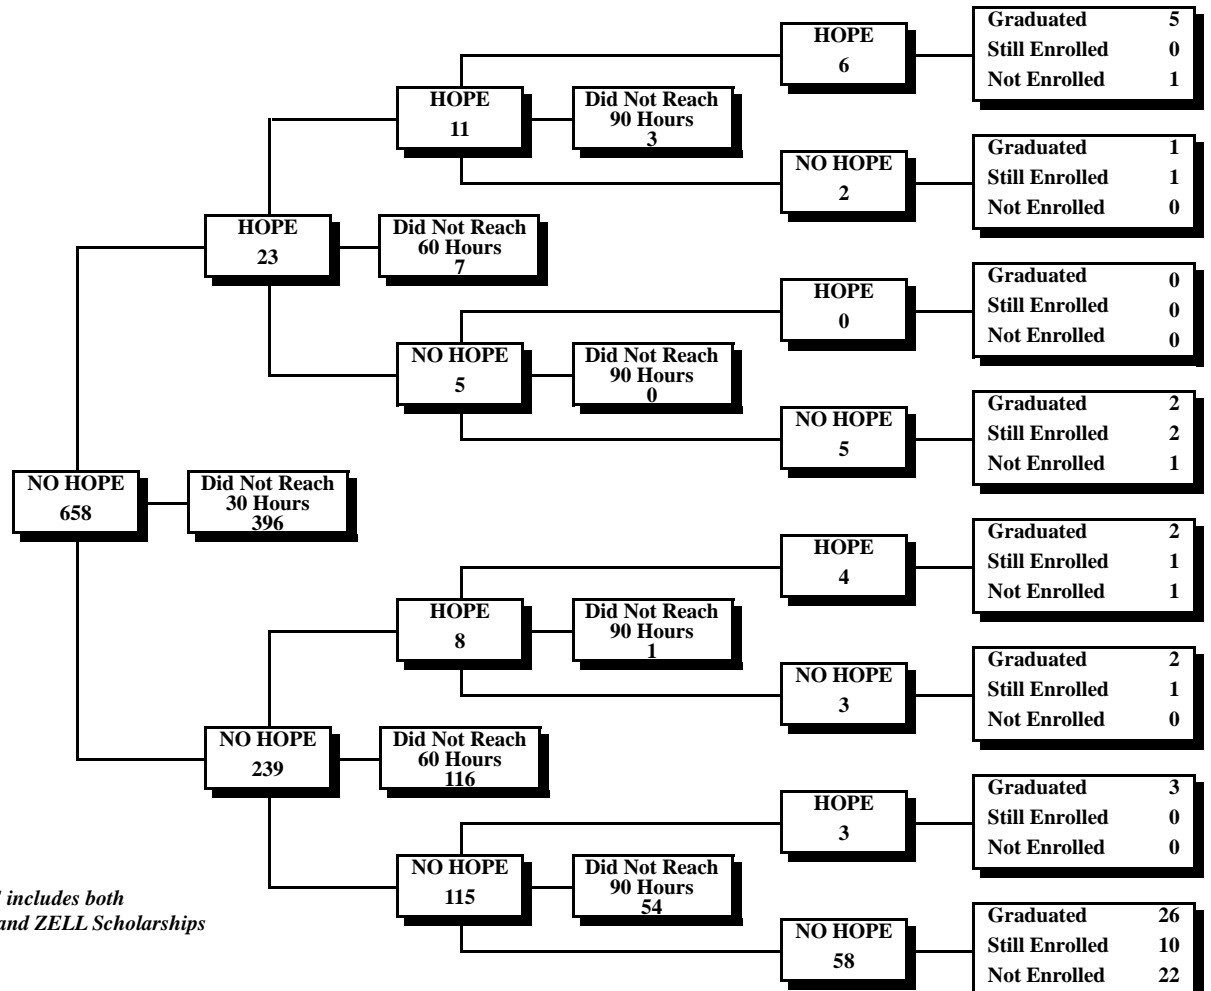 HOPE
6
Graduated 5
Still Enrolled 0
Not Enrolled 1
HOPE
11
Did Not Reach
90 Hours
3
NO HOPE
2
Graduated 1
Still Enrolled 1
Not Enrolled 0
HOPE
23
Did Not Reach
60 Hours
7
HOPE
0
Graduated 0
Still Enrolled 0
Not Enrolled 0
NO HOPE
5
Did Not Reach
90 Hours
0
NO HOPE
5
Graduated 2
Still Enrolled 2
Not Enrolled 1
NO HOPE
658
Did Not Reach
30 Hours
396
HOPE
4
Graduated 2
Still Enrolled 1
Not Enrolled 1
HOPE
8
Did Not Reach
90 Hours
1
NO HOPE
3
Graduated 2
Still Enrolled 1
Not Enrolled 0
NO HOPE
239
Did Not Reach
60 Hours
116
HOPE
3
Graduated 3
Still Enrolled 0
Not Enrolled 0
NO HOPE
115
Did Not Reach
90 Hours
54
NO HOPE
58
Graduated 26
Still Enrolled 10
Not Enrolled 22
includes both
and ZELL Scholarships